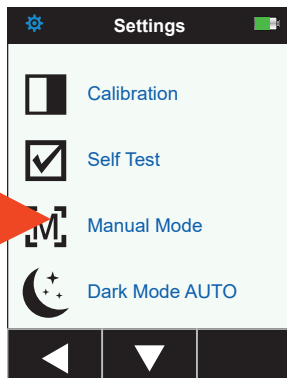 Settings
Calibration
Self Test
M
Manual Mode
Dark Mode AUTO